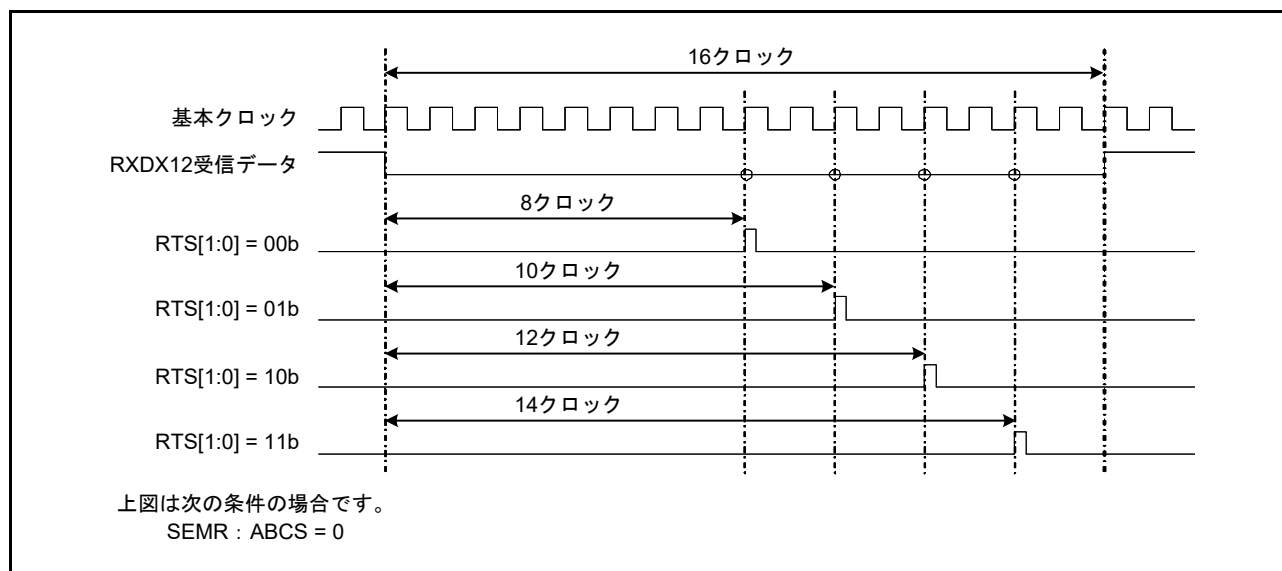 16クロック
基本クロック
RXDX12受信データ
8クロック
RTS[1:0] = 00b
10クロック
RTS[1:0] = 01b
12クロック
RTS[1:0] = 10b
14クロック
RTS[1:0] = 11b
上図は次の条件の場合です。
SEMR : ABCS = 0